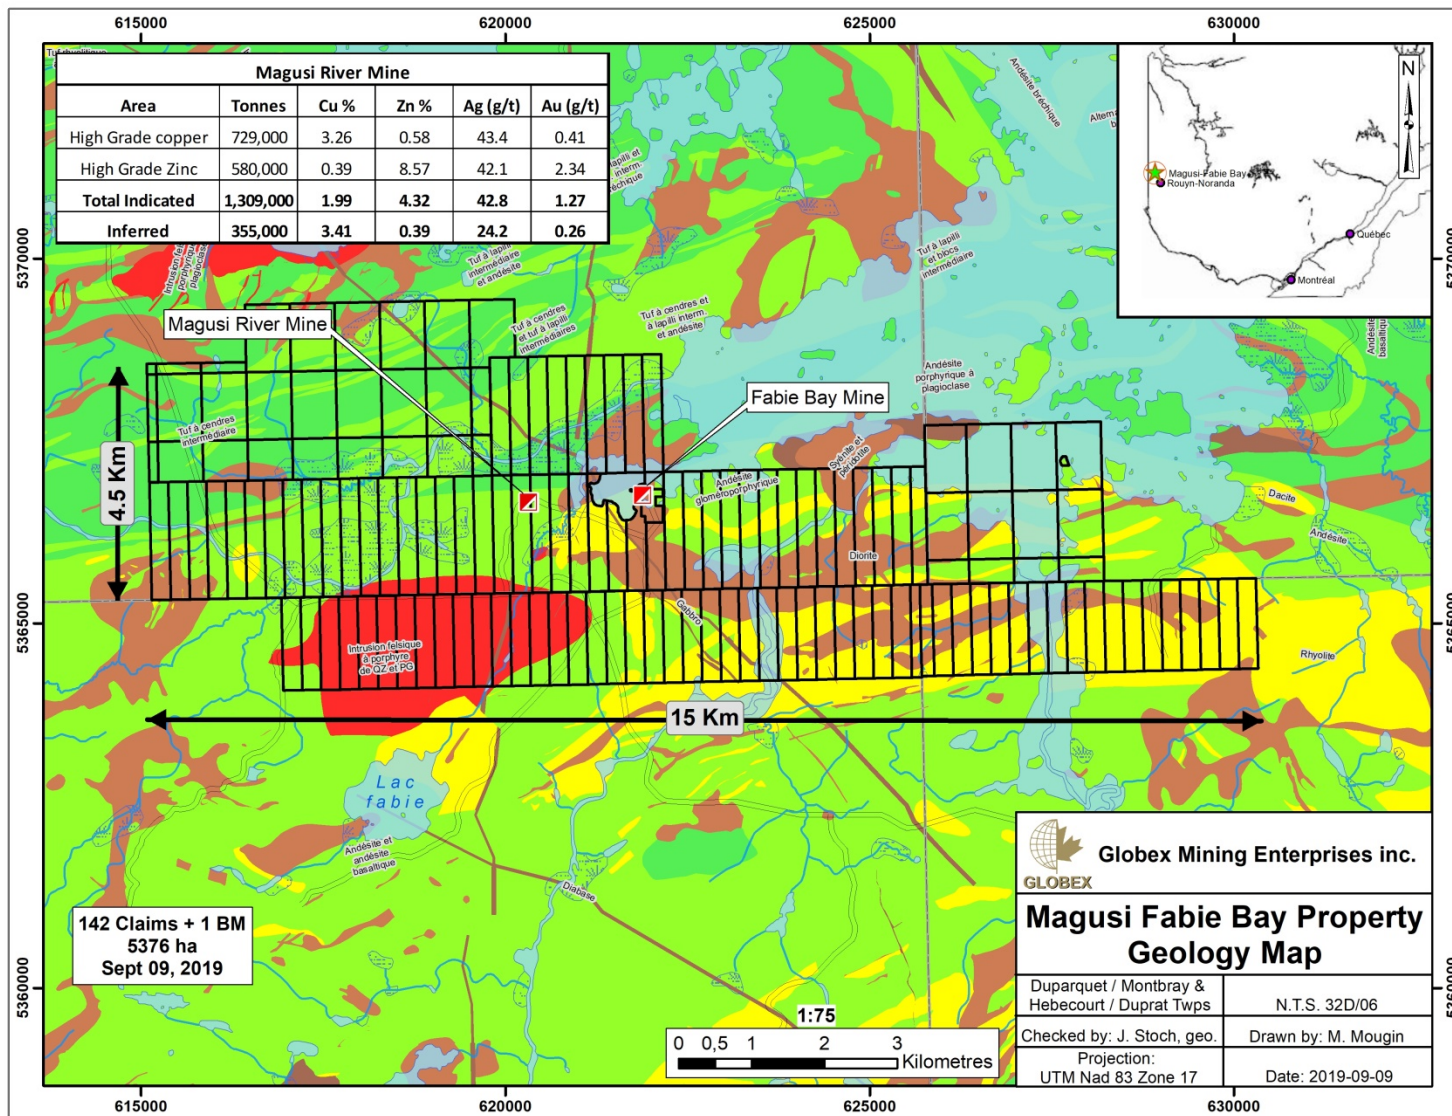 615000
620000
625000
630000
Magusi River Mine
Area Tonnes Cu % Zn % Ag (g/t) Au (g/t)
High Grade copper 729,000 3.26 0.58 43.4 0.41
High Grade Zinc 580,000 0.39 8.57 42.1 2.34
Total Indicated 1,309,000 1.99 4.32 42.8 1.27
Inferred 355,000 3.41 0.39 24.2 0.26
Andésite bréchique
N
Magusi-Fabie Bay
Rouyn-Noranda
Québec
Montréal
5370000
5370000
Tuf à lapilli
intermédiaire
et andésite
Tuf à lapilli
et blocs
intermédiaire
Magusi River Mine
Tuf à cendres
et tuf à lapilli
intermédiaires
Tuf à cendres et
à lapilli interm.
et andésite
Andésite
basaltique
Andésite
porphyrique à
plagioclase
Fabie Bay Mine
Tuf à cendres
intermédiaire
4.5 Km
Syénite et
péridotite
Andésite
gloméroporphyrique
Dacite
Andésite
Diorite
5365000
5365000
Gabbro
Intrusion felsique
à porphyre
de QZ et PG
Rhyolite
15 Km
Lac
fabie
Andésite et
andésite
basaltique
Diabase
142 Claims + 1 BM
5376 ha
Sept 09, 2019
5360000
5360000
1:75
0 0,5 1 2 3
Kilometres
GLOBEX
Globex Mining Enterprises inc.
Magusi Fabie Bay Property
Geology Map
Duparquet / Montbray &
Hebecourt / Duprat Twps
N.T.S. 32D/06
Checked by: J. Stoch, geo.
Drawn by: M. Mougin
Projection:
UTM Nad 83 Zone 17
Date: 2019-09-09
615000
620000
625000
630000